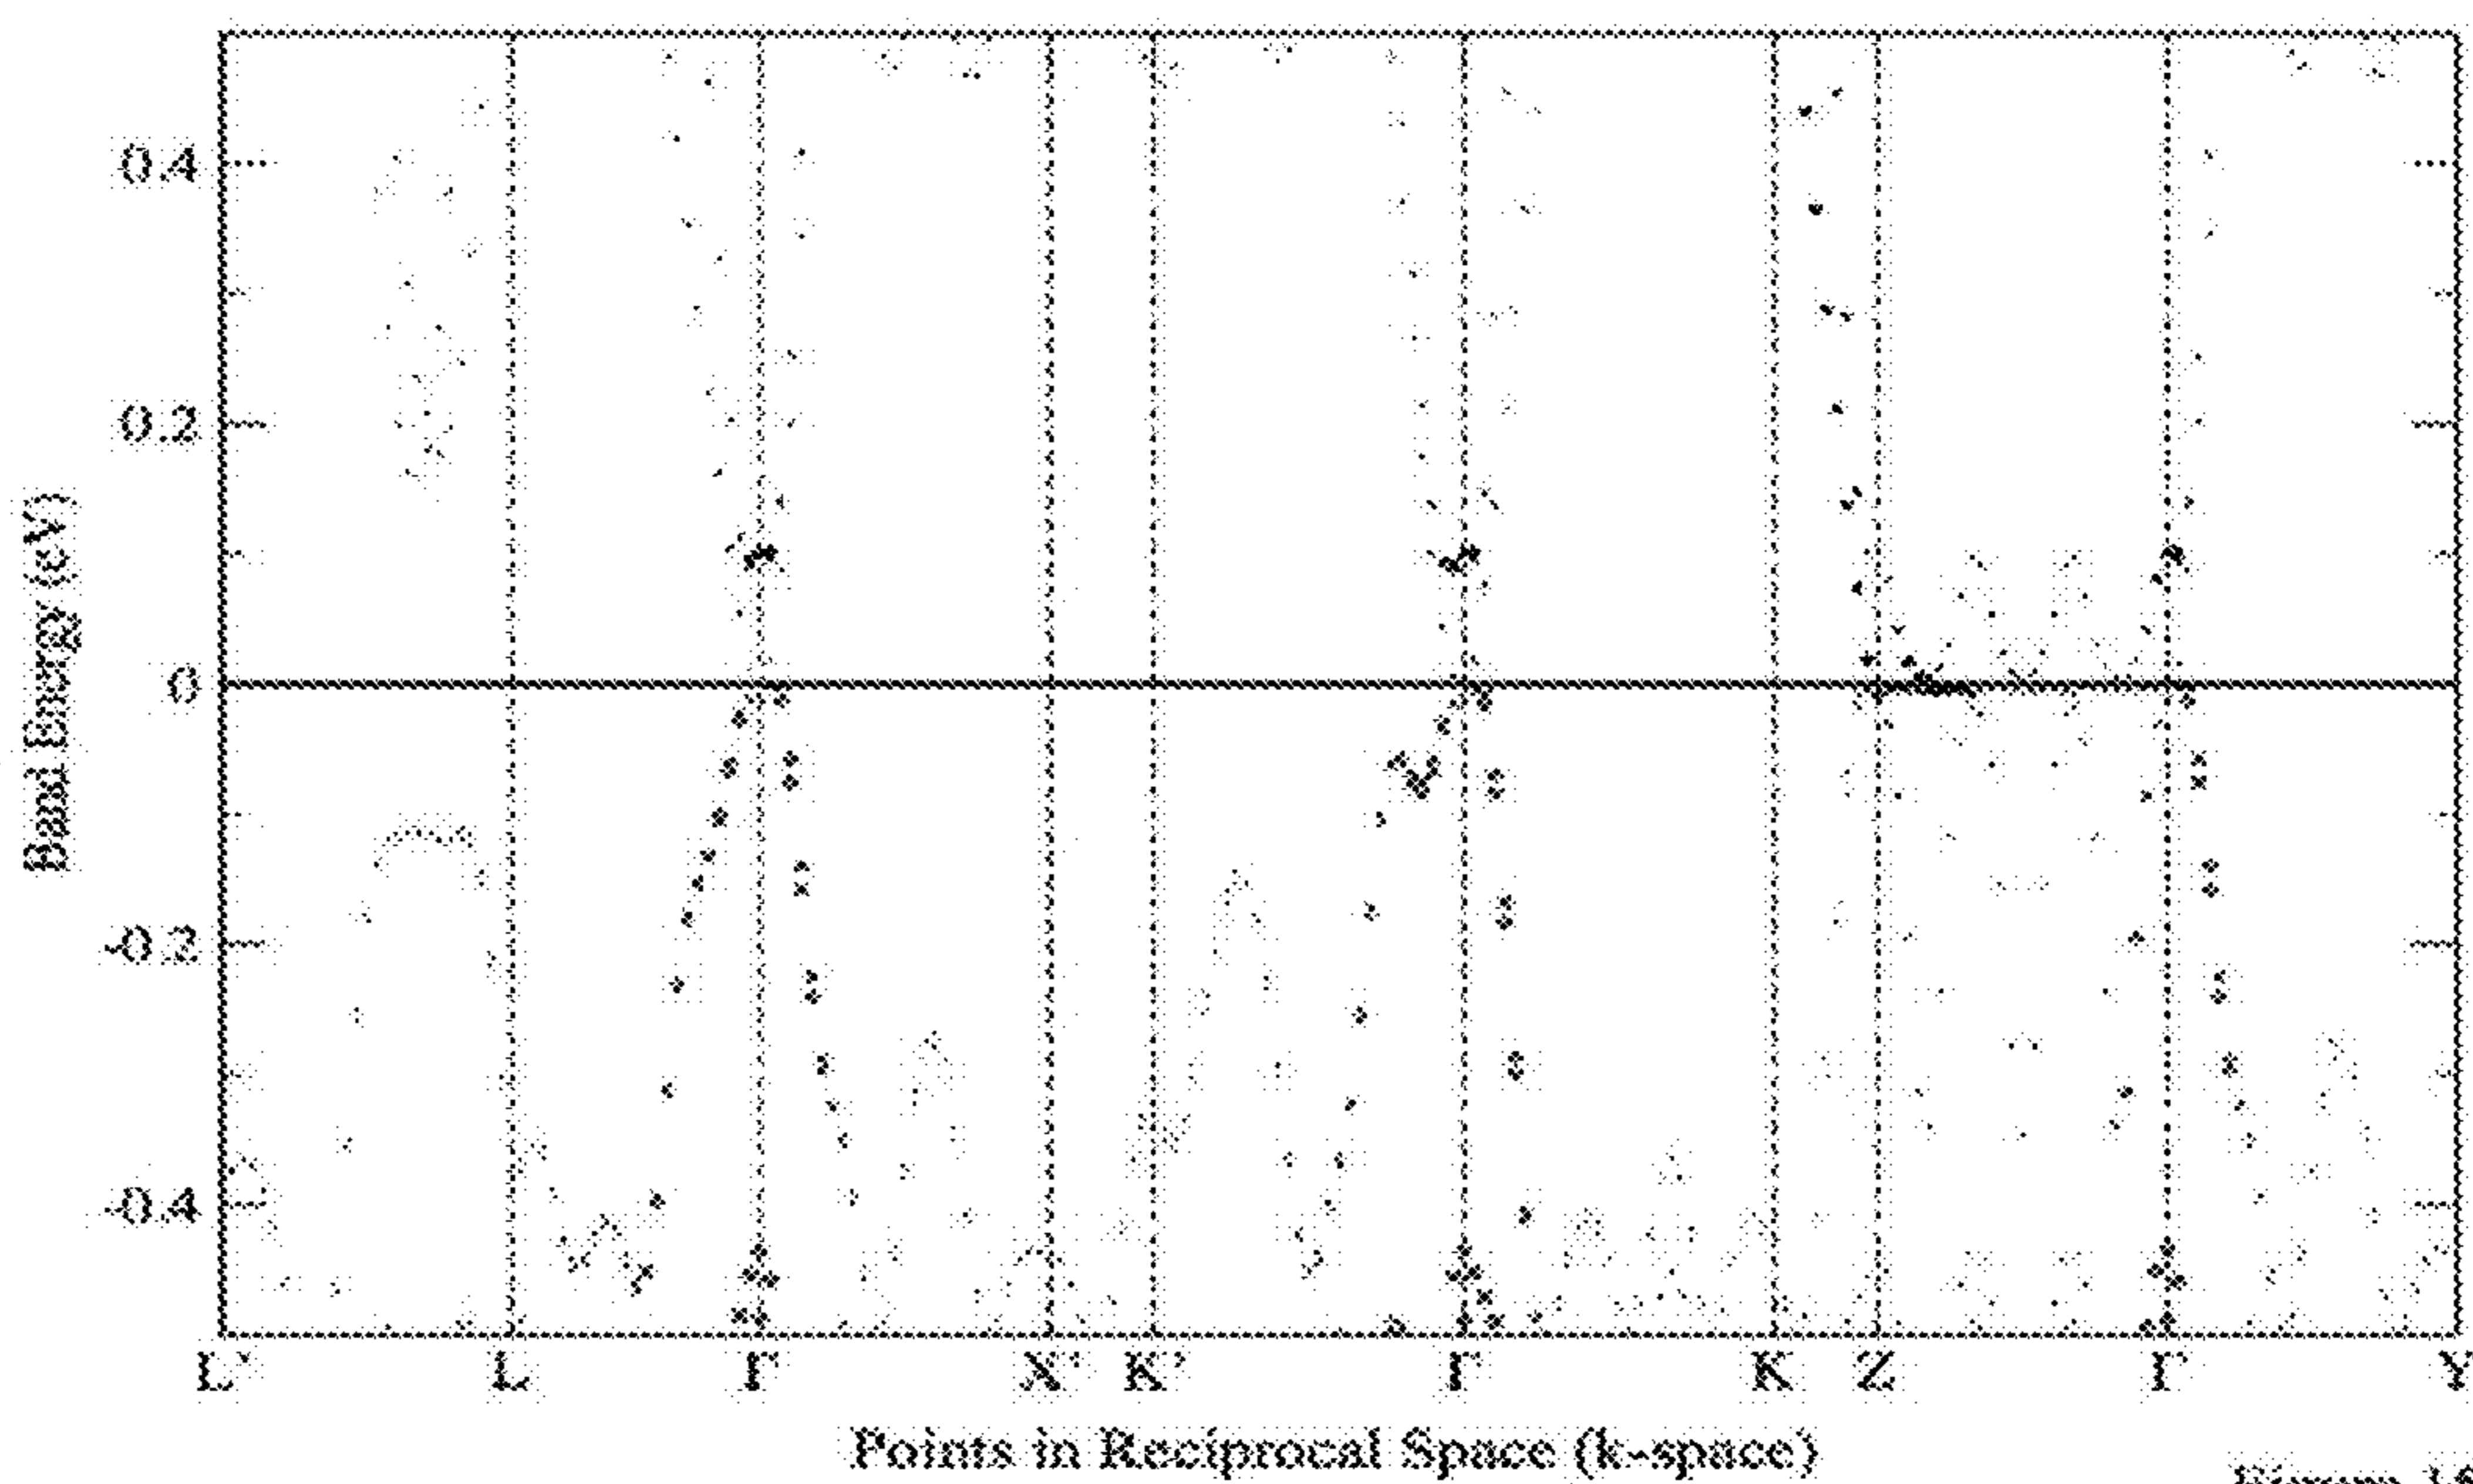 0.4
0.2
0
-0.2
-0.4
Band Energy (eV)
L' L Γ X' K' Γ K Z Γ Y
Points in Reciprocal Space (k-space)